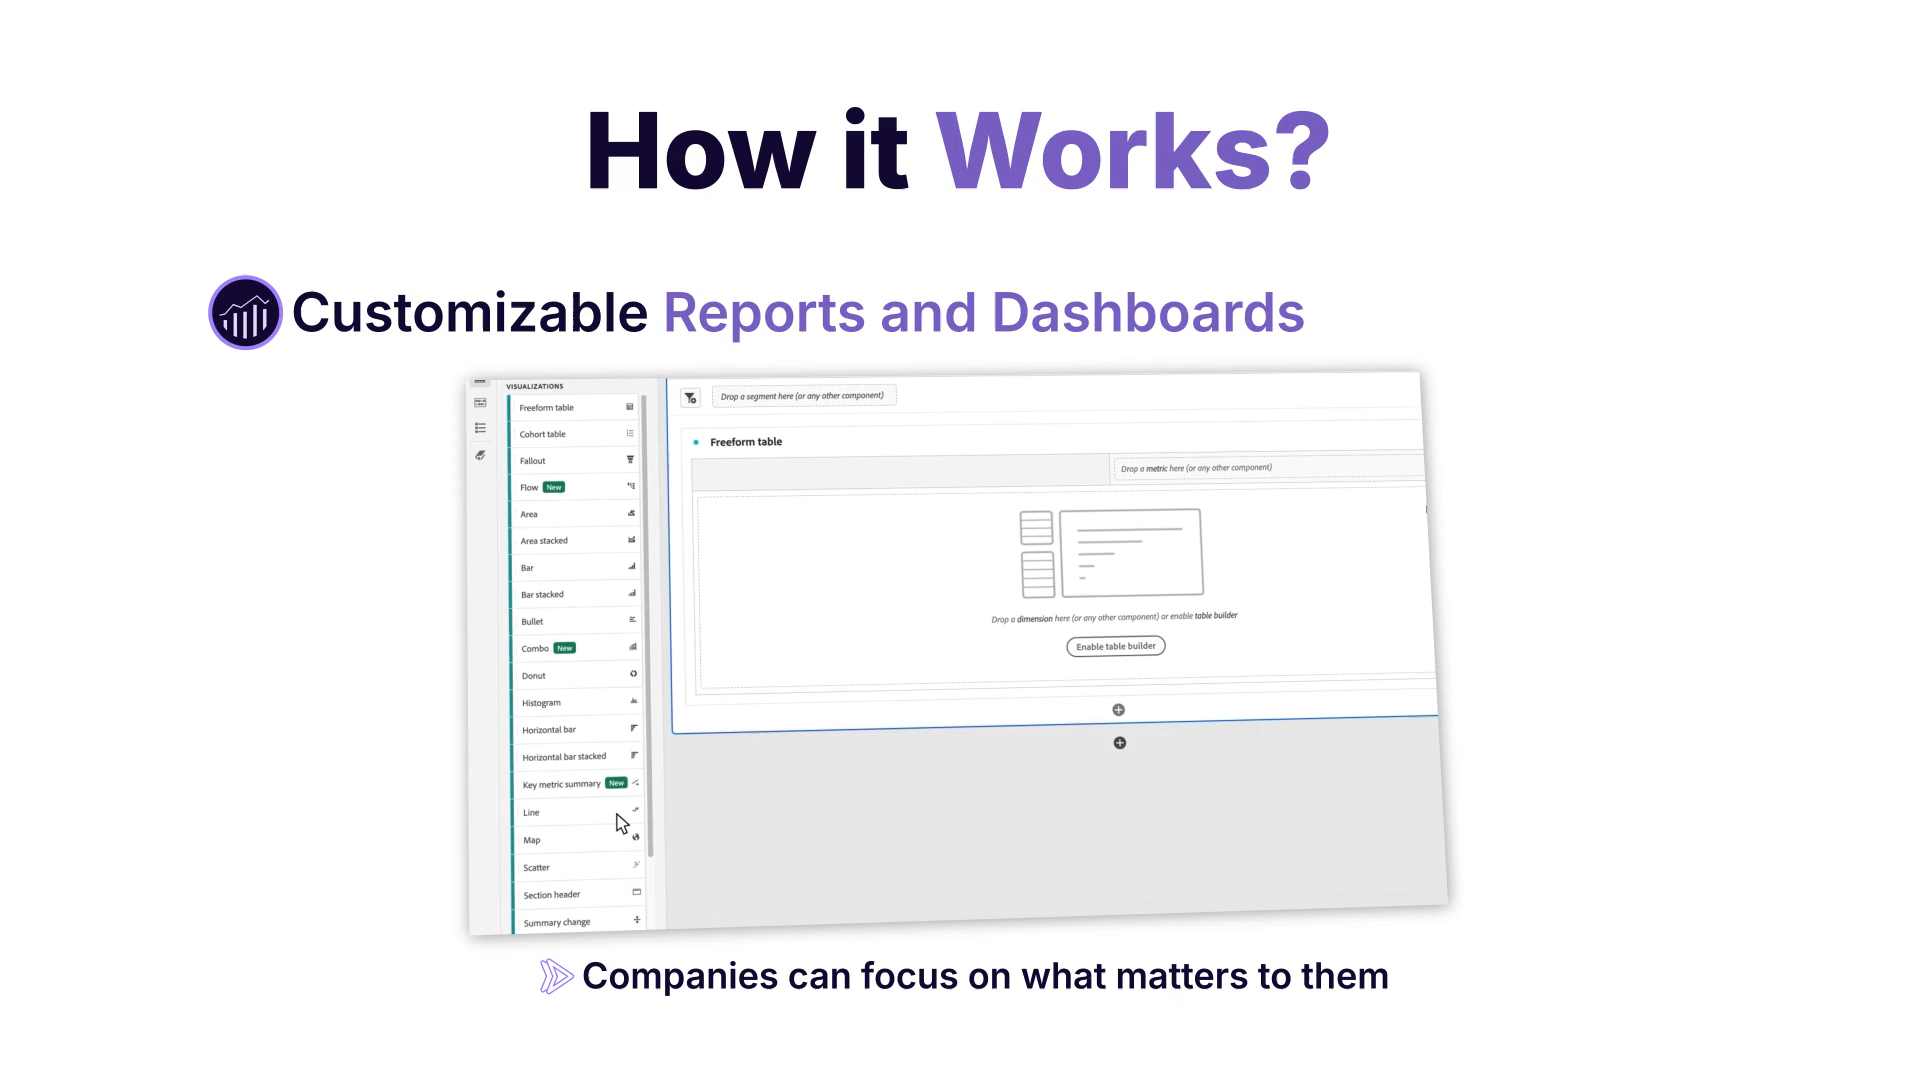 How it Works?
Customizable Reports and Dashboards
VISUALIZATIONS
Freeform table
Cohort table
Fallout
Flow New
Area
Area stacked
Bar
Bar stacked
Bullet
Combo New
Donut
Histogram
Horizontal bar
Horizontal bar stacked
Key metric summary New
Line
Map
Scatter
Section header
Summary change
Drop a segment here (or any other component)
Freeform table
Drop a metric here (or any other component)
Drop a dimension here (or any other component) or enable table builder
Enable table builder
Companies can focus on what matters to them